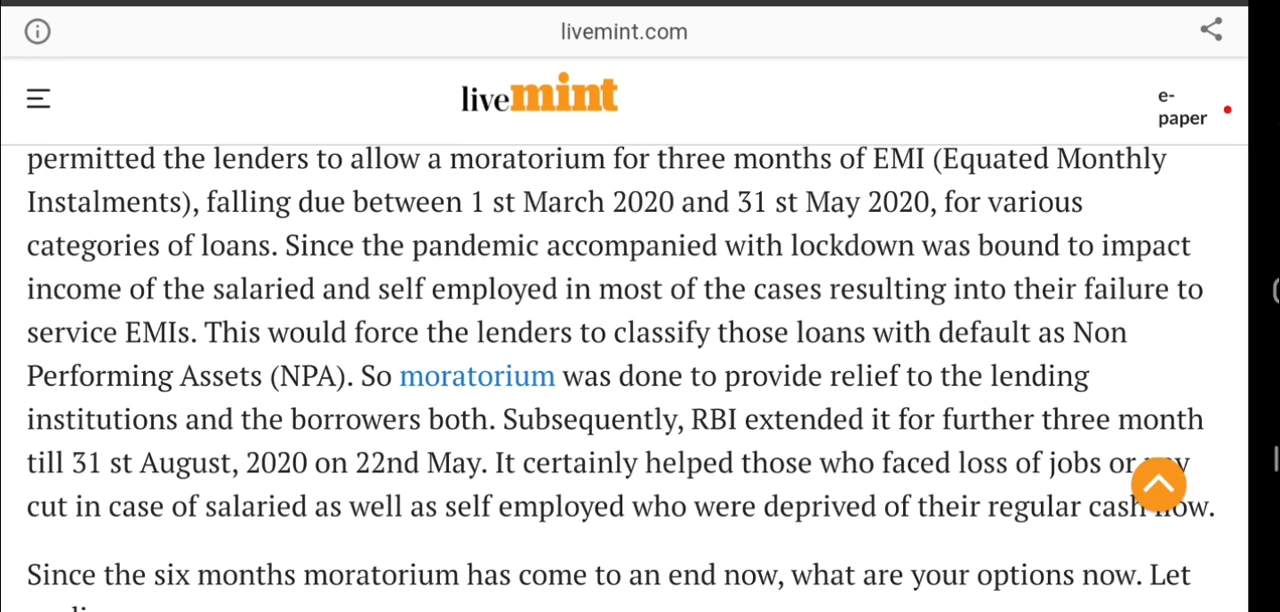 livemint.com
livemint
e-
paper
permitted the lenders to allow a moratorium for three months of EMI (Equated Monthly
Instalments), falling due between 1 st March 2020 and 31 st May 2020, for various
categories of loans. Since the pandemic accompanied with lockdown was bound to impact
income of the salaried and self employed in most of the cases resulting into their failure to
service EMIs. This would force the lenders to classify those loans with default as Non
Performing Assets (NPA). So moratorium was done to provide relief to the lending
institutions and the borrowers both. Subsequently, RBI extended it for further three month
till 31 st August, 2020 on 22nd May. It certainly helped those who faced loss of jobs or
cut in case of salaried as well as self employed who were deprived of their regular cash
Since the six months moratorium has come to an end now, what are your options now. Let